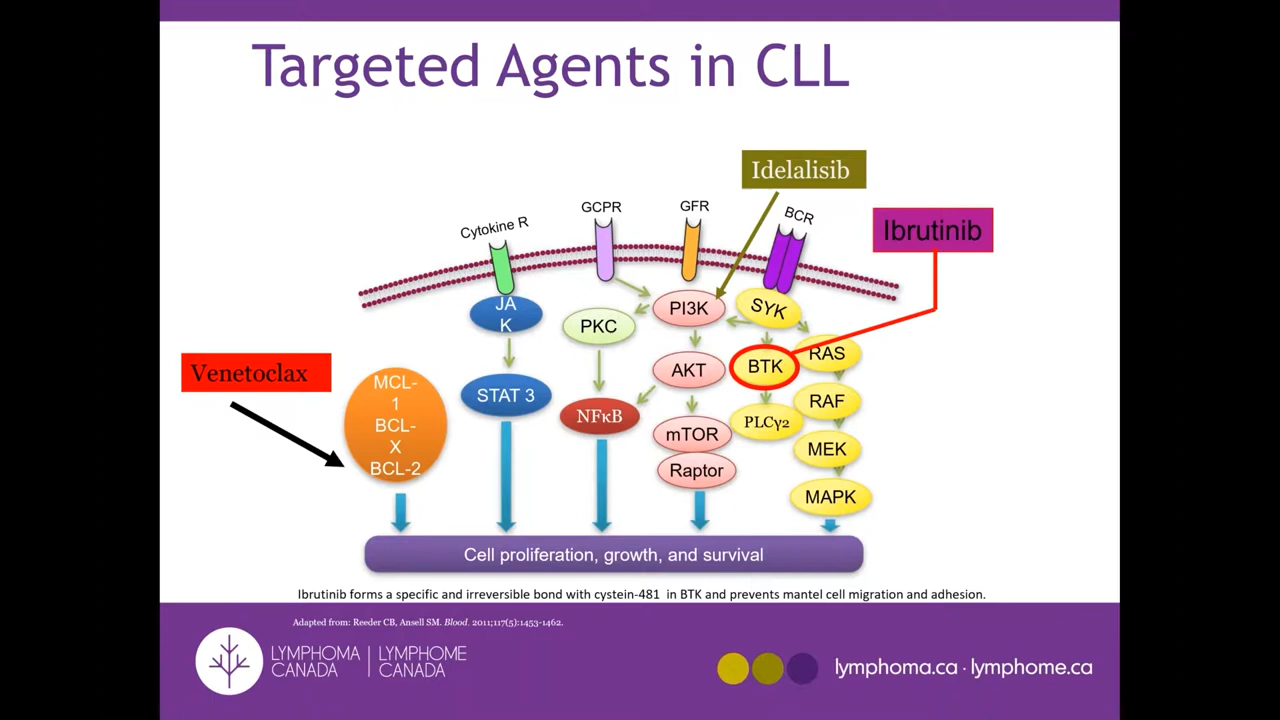 Targeted Agents in CLL
Idelalisib
Ibrutinib
Cytokine R
GCPR
GFR
BCR
JA
K
PKC
PI3K
SYK
Venetoclax
MCL-
1
BCL-
X
BCL-2
STAT 3
NFκB
AKT
BTK
RAS
mTOR
Raptor
PLCγ2
RAF
MEK
MAPK
Cell proliferation, growth, and survival
Ibrutinib forms a specific and irreversible bond with cystein-481 in BTK and prevents mantel cell migration and adhesion.
Adapted from: Reeder CB, Ansell SM. Blood. 2011;117(5):1453-1462.
LYMPHOMA
CANADA
LYMPHOME
CANADA
lymphoma.ca · lymphome.ca